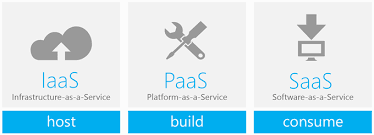 IaaS
Infrastructure-as-a-Service
host
PaaS
Platform-as-a-Service
build
SaaS
Software-as-a-Service
consume